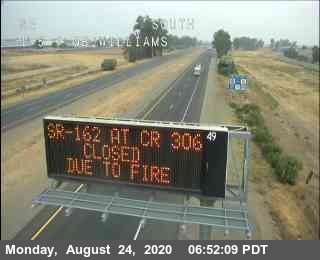 SOUTH
WILLIAMS
SR-162 AT CR 306
CLOSED
DUE TO FIRE
49
Monday, August 24, 2020 06:52:09 PDT